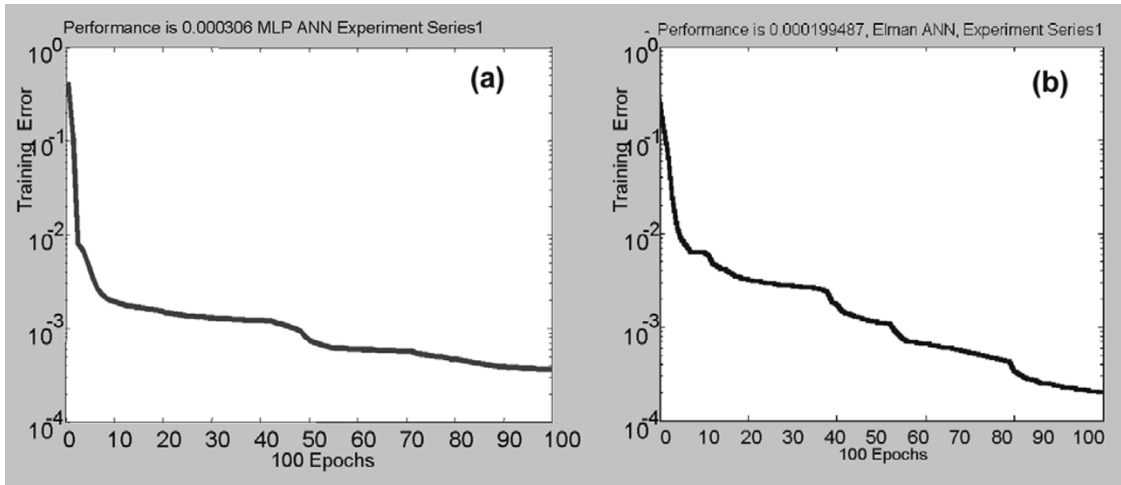 Performance is 0.000306 MLP ANN Experiment Series1
(a)
Training Error
10^0
10^-1
10^-2
10^-3
10^-4
0 10 20 30 40 50 60 70 80 90 100
100 Epochs
Performance is 0.000199487, Elman ANN, Experiment Series1
(b)
Training Error
10^0
10^-1
10^-2
10^-3
10^-4
0 10 20 30 40 50 60 70 80 90 100
100 Epochs